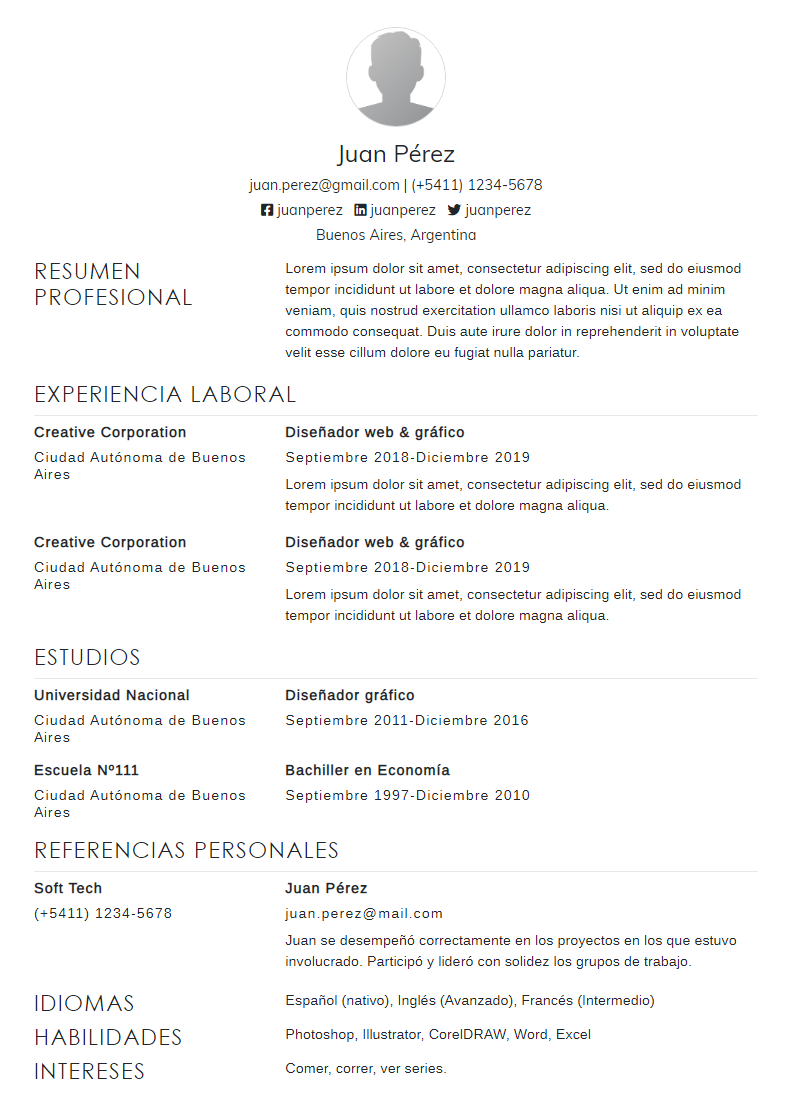 Juan Pérez
juan.perez@gmail.com | (+5411) 1234-5678
juanperez juanperez juanperez
Buenos Aires, Argentina
RESUMEN
PROFESIONAL
Lorem ipsum dolor sit amet, consectetur adipiscing elit, sed do eiusmod
tempor incididunt ut labore et dolore magna aliqua. Ut enim ad minim
veniam, quis nostrud exercitation ullamco laboris nisi ut aliquip ex ea
commodo consequat. Duis aute irure dolor in reprehenderit in voluptate
velit esse cillum dolore eu fugiat nulla pariatur.
EXPERIENCIA LABORAL
Creative Corporation
Ciudad Autónoma de Buenos
Aires
Diseñador web & gráfico
Septiembre 2018-Diciembre 2019
Lorem ipsum dolor sit amet, consectetur adipiscing elit, sed do eiusmod
tempor incididunt ut labore et dolore magna aliqua.
Creative Corporation
Ciudad Autónoma de Buenos
Aires
Diseñador web & gráfico
Septiembre 2018-Diciembre 2019
Lorem ipsum dolor sit amet, consectetur adipiscing elit, sed do eiusmod
tempor incididunt ut labore et dolore magna aliqua.
ESTUDIOS
Universidad Nacional
Ciudad Autónoma de Buenos
Aires
Diseñador gráfico
Septiembre 2011-Diciembre 2016
Escuela Nº111
Ciudad Autónoma de Buenos
Aires
Bachiller en Economía
Septiembre 1997-Diciembre 2010
REFERENCIAS PERSONALES
Soft Tech
(+5411) 1234-5678
Juan Pérez
juan.perez@mail.com
Juan se desempeñó correctamente en los proyectos en los que estuvo
involucrado. Participó y lideró con solidez los grupos de trabajo.
IDIOMAS
Español (nativo), Inglés (Avanzado), Francés (Intermedio)
HABILIDADES
Photoshop, Illustrator, CorelDRAW, Word, Excel
INTERESES
Comer, correr, ver series.